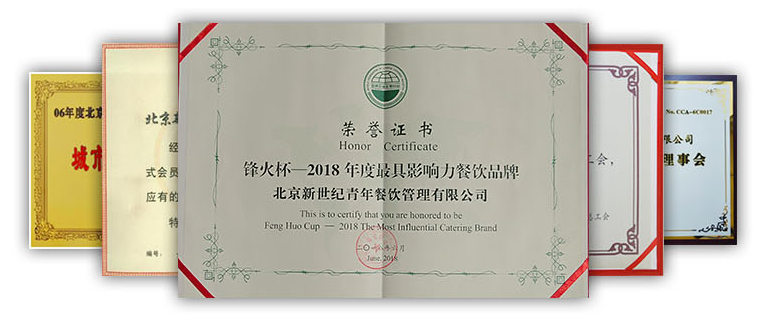 06年度北京
城市
北京新
经
式会员
应有的
特
编号:
荣誉证书
Honor Certificate
锋火杯—2018 年度最具影响力餐饮品牌
北京新世纪青年餐饮管理有限公司
This is to certify that you are honored to be
Feng Huo Cup — 2018 The Most Influential Catering Brand
二〇一八年六月
June, 2018
工会,
总工会
No. CCA-6C0017
限公司
理事会